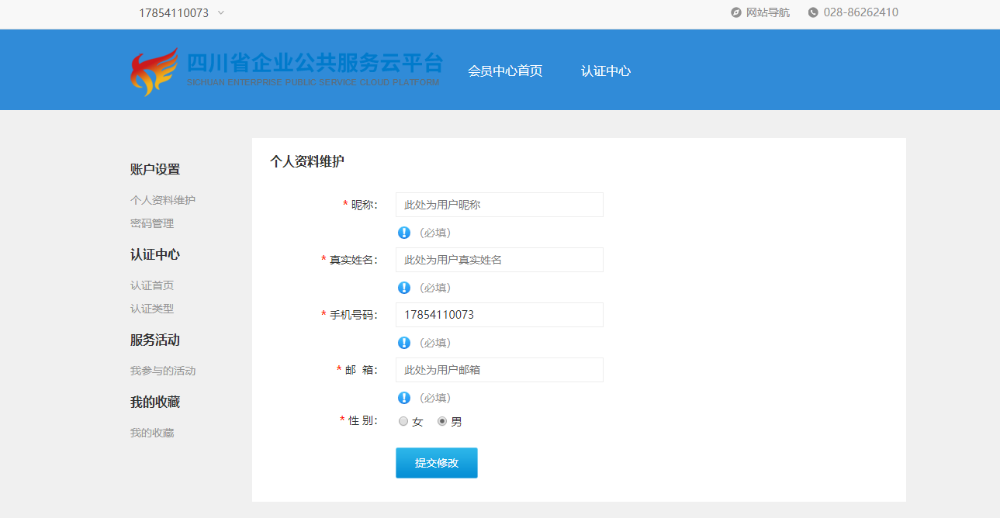 17854110073
网站导航
028-86262410
四川省企业公共服务云平台
SICHUAN ENTERPRISE PUBLIC SERVICE CLOUD PLATFORM
会员中心首页
认证中心
账户设置
个人资料维护
密码管理
认证中心
认证首页
认证类型
服务活动
我参与的活动
我的收藏
我的收藏
个人资料维护
* 昵称: 此处为用户昵称
(必填)
* 真实姓名: 此处为用户真实姓名
(必填)
* 手机号码: 17854110073
(必填)
* 邮 箱: 此处为用户邮箱
(必填)
* 性 别: 女 男
提交修改